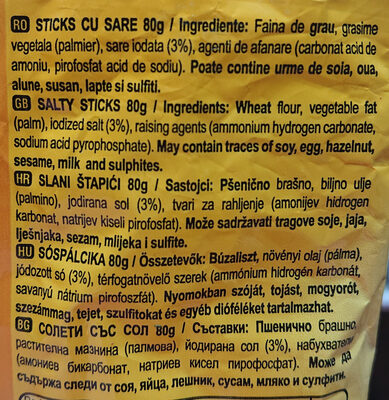 RO STICKS CU SARE 80g / Ingrediente: Faina de grau, grasime
vegetala (palmier), sare iodata (3%), agenti de afanare (carbonat acid de
amoniu, pirofosfat acid de sodiu). Poate contine urme de soia, oua,
alune, susan, lapte si sulfiti.
GB SALTY STICKS 80g / Ingredients: Wheat flour, vegetable fat
(palm), iodized salt (3%), raising agents (ammonium hydrogen carbonate,
sodium acid pyrophosphate). May contain traces of soy, egg, hazelnut,
sesame, milk and sulphites.
HR SLANI ŠTAPIĆI 80g / Sastojci: Pšenično brašno, biljno ulje
(palmino), jodirana sol (3%), tvari za rahljenje (amonijev hidrogen
karbonat, natrijev kiseli pirofosfat). Može sadržavati tragove soje, jaja,
lješnjaka, sezam, mlijeka i sulfite.
HU SÓSPÁLCIKA 80g / Összetevők: Búzaliszt, növényi olaj (pálma),
jódozott só (3%), térfogatnövelő szerek (ammónium hidrogén karbonát,
savanyú nátrium pirofoszfát). Nyomokban szóját, tojást, mogyorót,
szezámmag, tejet, szulfitokat és egyéb dióféléket tartalmazhat.
BG СОЛЕТИ СЪС СОЛ 80g / Съставки: Пшенично брашно,
растителна мазнина (палмова), йодирана сол (3%), набухватели
(амониев бикарбонат, натриев кисел пирофосфат). Може да
съдържа следи от соя, яйца, лешник, сусам, мляко и сулфити.